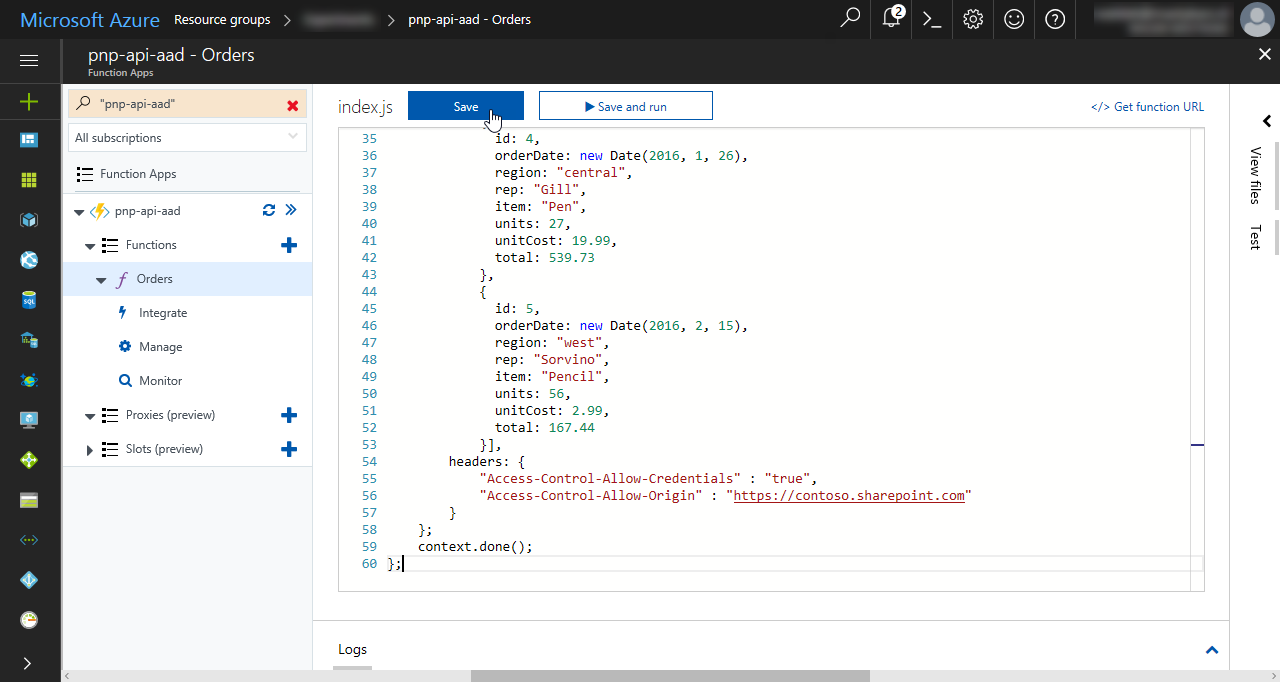 Microsoft Azure Resource groups > > pnp-api-aad - Orders
2
pnp-api-aad - Orders
Function Apps
"pnp-api-aad"
All subscriptions
Function Apps
pnp-api-aad
Functions
Orders
Integrate
Manage
Monitor
Proxies (preview)
Slots (preview)
SQL
index.js
Save
Save and run
</> Get function URL
35 id: 4,
36 orderDate: new Date(2016, 1, 26),
37 region: "central",
38 rep: "Gill",
39 item: "Pen",
40 units: 27,
41 unitCost: 19.99,
42 total: 539.73
43 },
44 {
45 id: 5,
46 orderDate: new Date(2016, 2, 15),
47 region: "west",
48 rep: "Sorvino",
49 item: "Pencil",
50 units: 56,
51 unitCost: 2.99,
52 total: 167.44
53 }],
54 headers: {
55 "Access-Control-Allow-Credentials" : "true",
56 "Access-Control-Allow-Origin" : "https://contoso.sharepoint.com"
57 }
58 };
59 context.done();
60 };
View files
Test
Logs